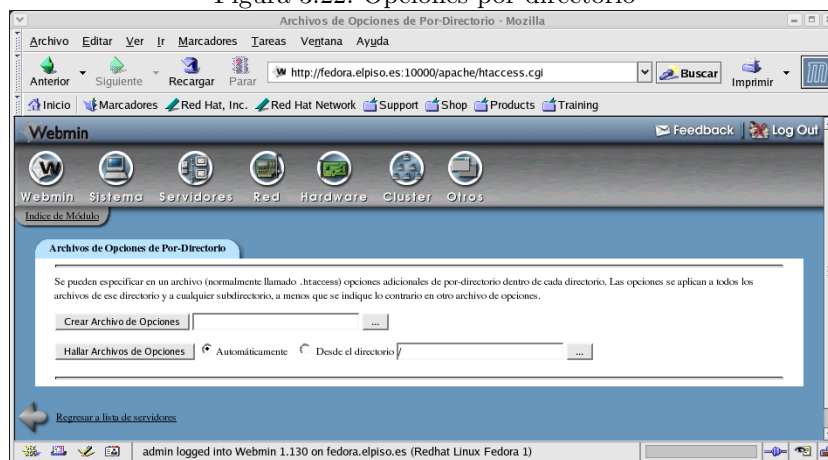 Figura 3.22: Opciones por directorio
Archivos de Opciones de Por-Directorio - Mozilla
Archivo Editar Ver Ir Marcadores Tareas Ventana Ayuda
Anterior Siguiente Recargar Parar http://fedora.elpiso.es:10000/apache/htaccess.cgi Buscar Imprimir
Inicio Marcadores Red Hat, Inc. Red Hat Network Support Shop Products Training
Webmin Feedback Log Out
Webmin Sistema Servidores Red Hardware Cluster Otros
Indice de Módulo
Archivos de Opciones de Por-Directorio
Se pueden especificar en un archivo (normalmente llamado .htaccess) opciones adicionales de por-directorio dentro de cada directorio. Las opciones se aplican a todos los
archivos de ese directorio y a cualquier subdirectorio, a menos que se indique lo contrario en otro archivo de opciones.
Crear Archivo de Opciones ...
Hallar Archivos de Opciones Automáticamente Desde el directorio / ...
Regresar a lista de servidores
admin logged into Webmin 1.130 on fedora.elpiso.es (Redhat Linux Fedora 1)